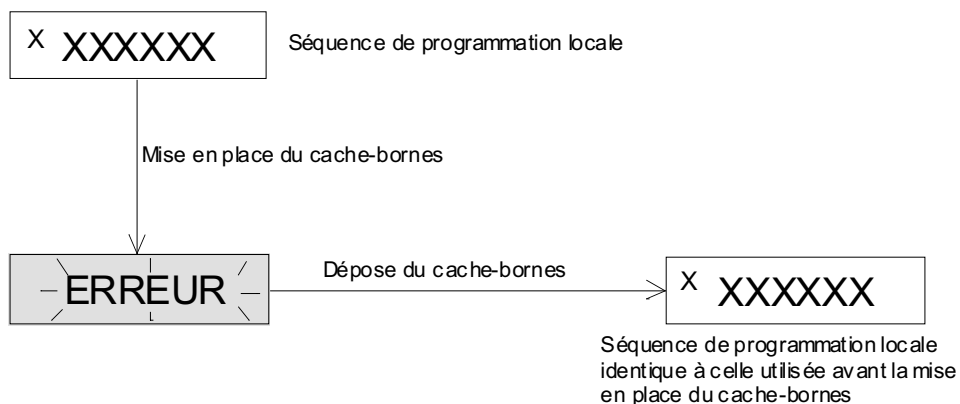 X XXXXXX
Séquence de programmation locale
Mise en place du cache-bornes
ERREUR
Dépose du cache-bornes
X XXXXXX
Séquence de programmation locale
identique à celle utilisée avant la mise
en place du cache-bornes